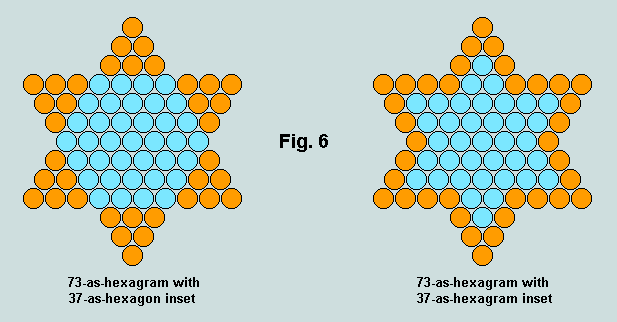 Fig. 6
73-as-hexagram with
37-as-hexagon inset
73-as-hexagram with
37-as-hexagram inset